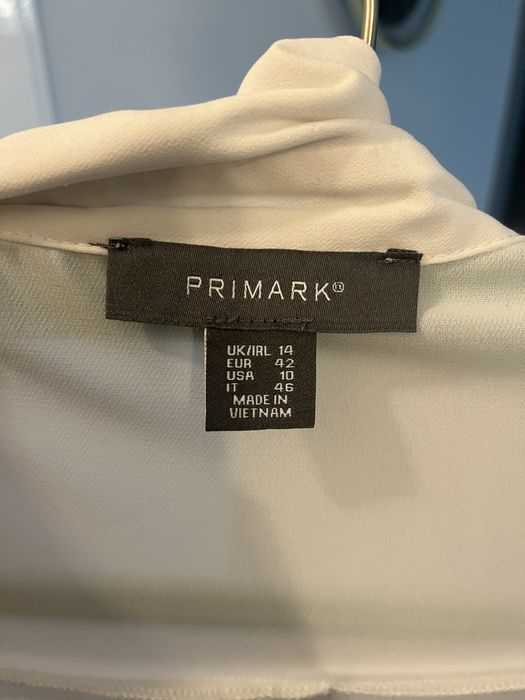 PRIMARK®
UK/IRL 14
EUR 42
USA 10
IT 46
MADE IN
VIETNAM